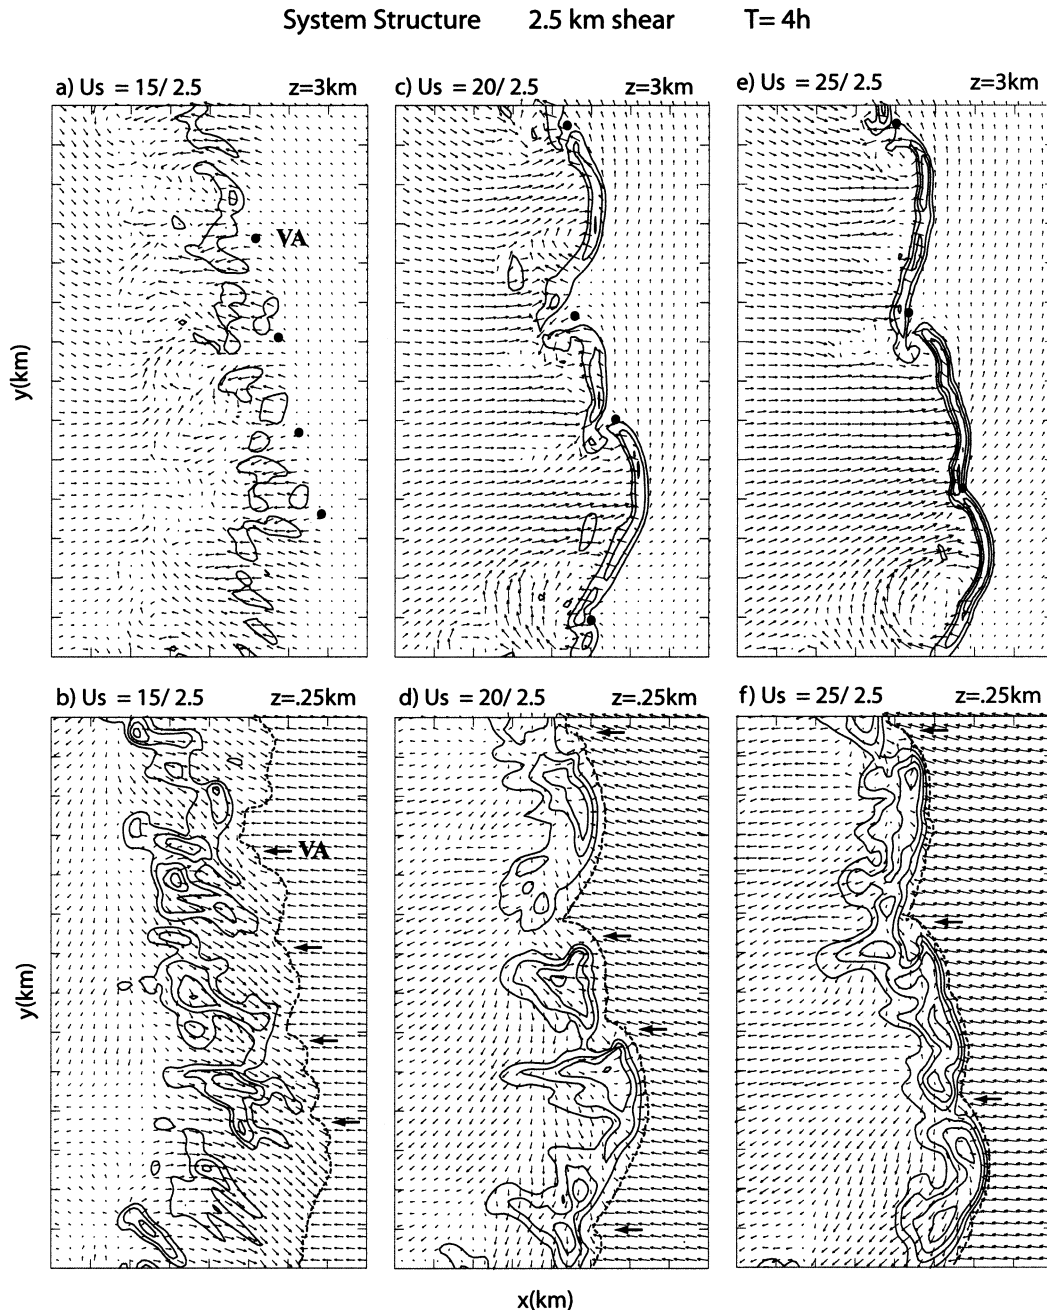 System Structure 2.5 km shear T= 4h
a) Us = 15/ 2.5 z=3km
c) Us = 20/ 2.5 z=3km
e) Us = 25/ 2.5 z=3km
VA
y(km)
b) Us = 15/ 2.5 z=.25km
d) Us = 20/ 2.5 z=.25km
f) Us = 25/ 2.5 z=.25km
VA
y(km)
x(km)